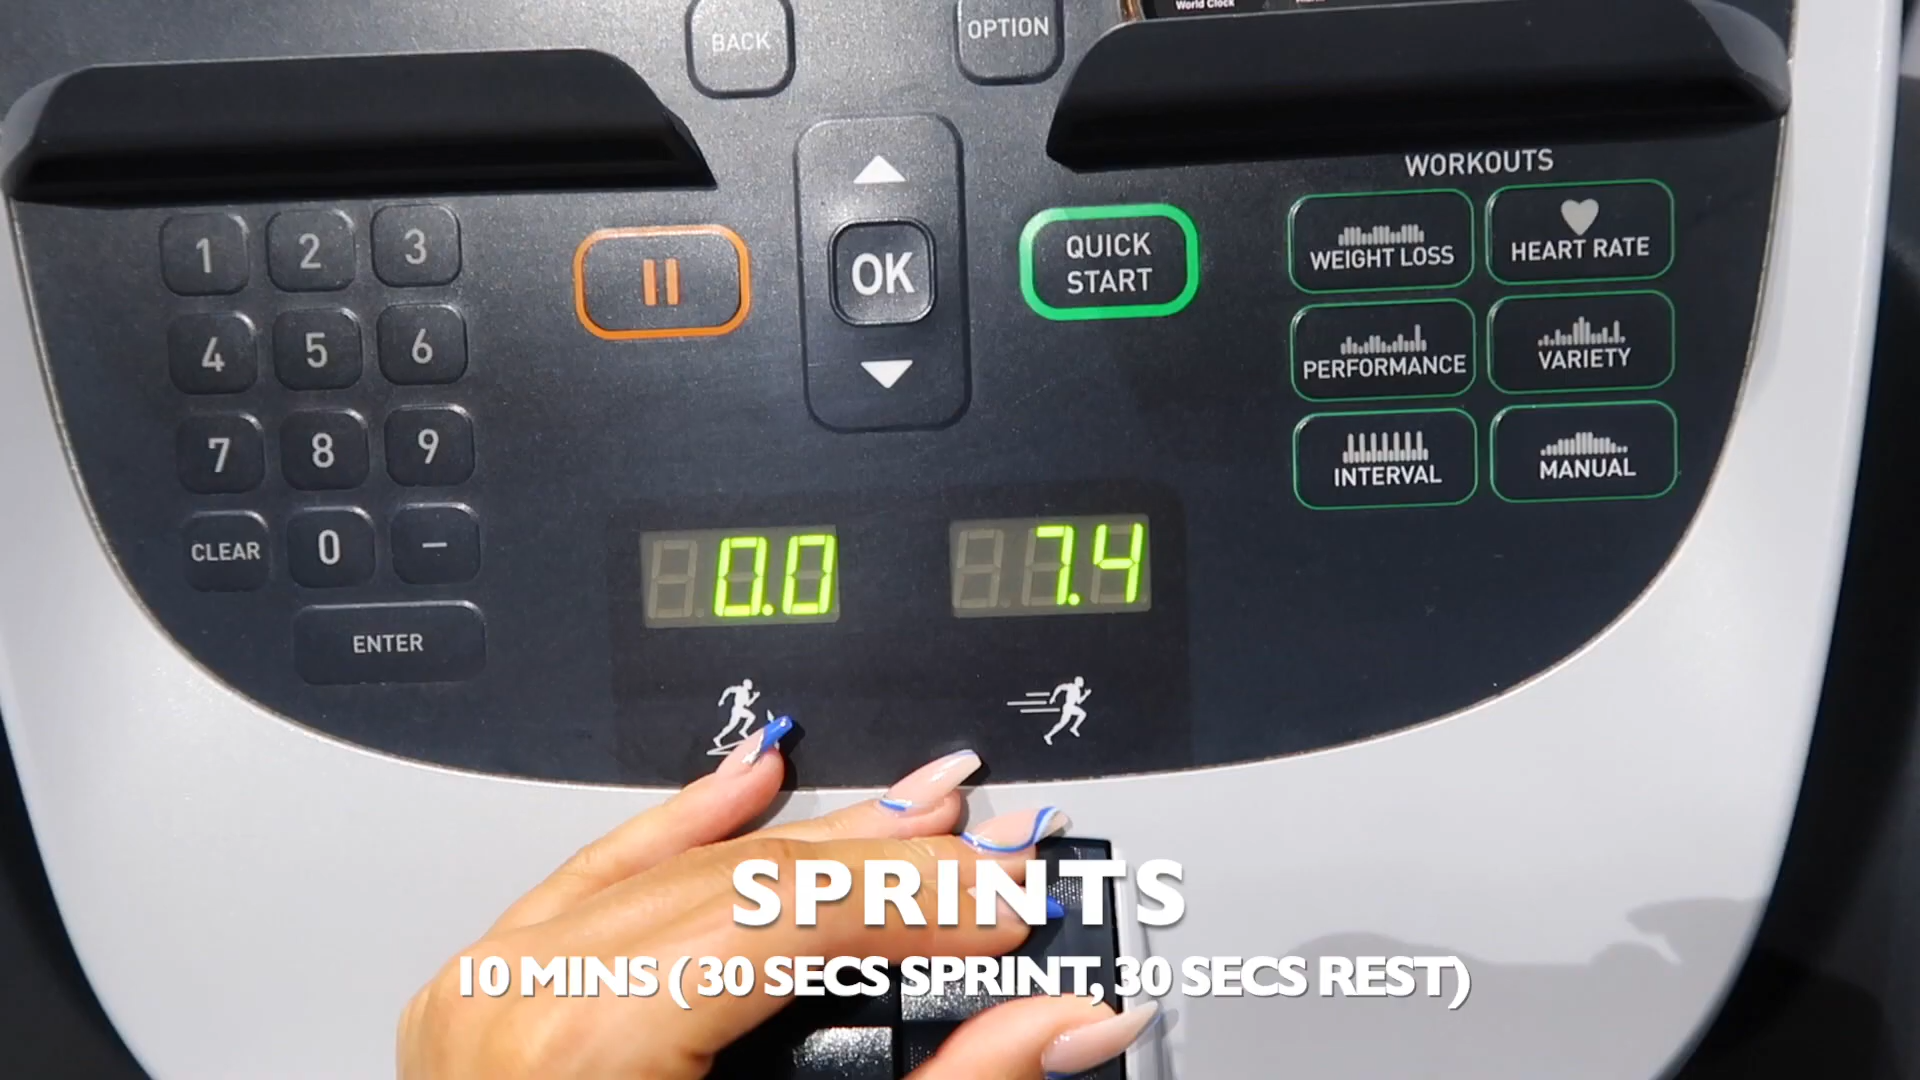 World Clock
BACK
OPTION
WORKOUTS
1 2 3
4 5 6
7 8 9
CLEAR 0 –
ENTER
OK
QUICK
START
WEIGHT LOSS
HEART RATE
PERFORMANCE
VARIETY
INTERVAL
MANUAL
0.0
7.4
SPRINTS
10 MINS ( 30 SECS SPRINT, 30 SECS REST)